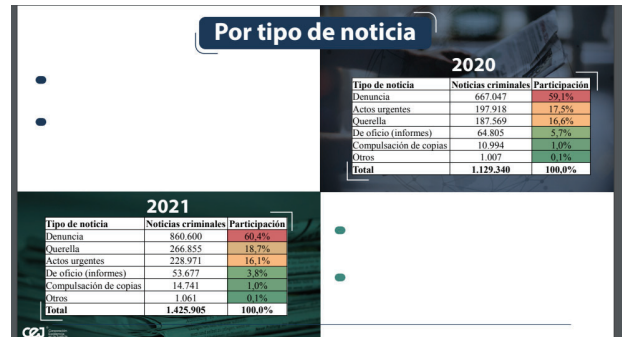 Por tipo de noticia
2020
Tipo de noticia Noticias criminales Participación
Denuncia 667.047 59,1%
Actos urgentes 197.918 17,5%
Querella 187.569 16,6%
De oficio (informes) 64.805 5,7%
Compulsación de copias 10.994 1,0%
Otros 1.007 0,1%
Total 1.129.340 100,0%
2021
Tipo de noticia Noticias criminales Participación
Denuncia 860.600 60,4%
Querella 266.855 18,7%
Actos urgentes 228.971 16,1%
De oficio (informes) 53.677 3,8%
Compulsación de copias 14.741 1,0%
Otros 1.061 0,1%
Total 1.425.905 100,0%
cej